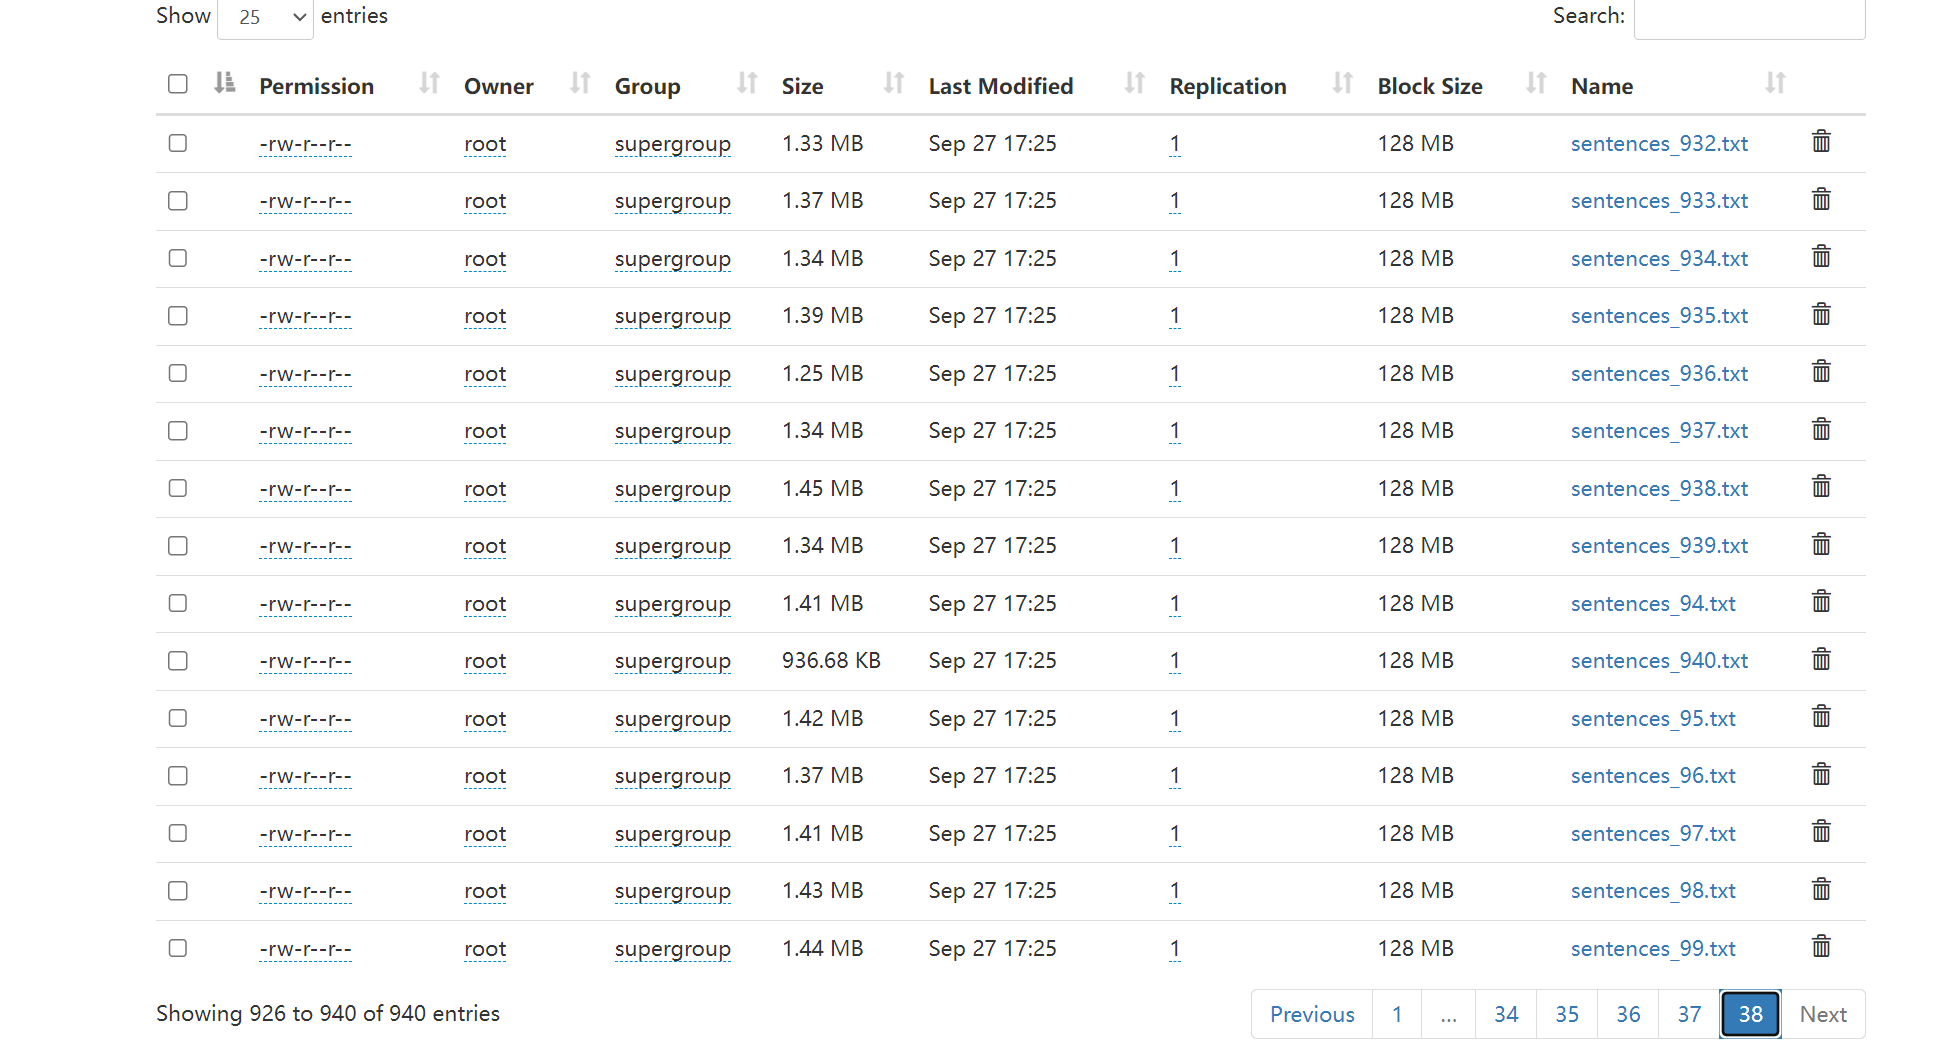 Show 25 entries Search:
Permission Owner Group Size Last Modified Replication Block Size Name
-rw-r--r-- root supergroup 1.33 MB Sep 27 17:25 1 128 MB sentences_932.txt
-rw-r--r-- root supergroup 1.37 MB Sep 27 17:25 1 128 MB sentences_933.txt
-rw-r--r-- root supergroup 1.34 MB Sep 27 17:25 1 128 MB sentences_934.txt
-rw-r--r-- root supergroup 1.39 MB Sep 27 17:25 1 128 MB sentences_935.txt
-rw-r--r-- root supergroup 1.25 MB Sep 27 17:25 1 128 MB sentences_936.txt
-rw-r--r-- root supergroup 1.34 MB Sep 27 17:25 1 128 MB sentences_937.txt
-rw-r--r-- root supergroup 1.45 MB Sep 27 17:25 1 128 MB sentences_938.txt
-rw-r--r-- root supergroup 1.34 MB Sep 27 17:25 1 128 MB sentences_939.txt
-rw-r--r-- root supergroup 1.41 MB Sep 27 17:25 1 128 MB sentences_94.txt
-rw-r--r-- root supergroup 936.68 KB Sep 27 17:25 1 128 MB sentences_940.txt
-rw-r--r-- root supergroup 1.42 MB Sep 27 17:25 1 128 MB sentences_95.txt
-rw-r--r-- root supergroup 1.37 MB Sep 27 17:25 1 128 MB sentences_96.txt
-rw-r--r-- root supergroup 1.41 MB Sep 27 17:25 1 128 MB sentences_97.txt
-rw-r--r-- root supergroup 1.43 MB Sep 27 17:25 1 128 MB sentences_98.txt
-rw-r--r-- root supergroup 1.44 MB Sep 27 17:25 1 128 MB sentences_99.txt
Showing 926 to 940 of 940 entries Previous 1 ... 34 35 36 37 38 Next